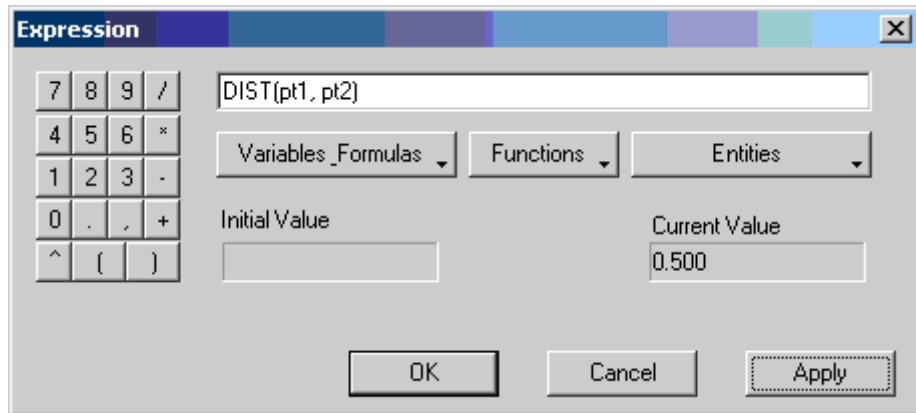 Expression
7 8 9 /
DIST(pt1, pt2)
4 5 6 *
Variables_Formulas Functions Entities
1 2 3 -
0 . , +
Initial Value Current Value
^ ( )
0.500
OK Cancel Apply